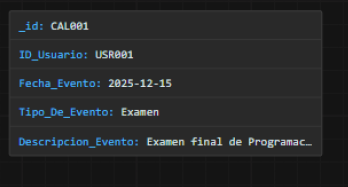 _id: CAL001
ID_Usuario: USR001
Fecha_Evento: 2025-12-15
Tipo_De_Evento: Examen
Descripcion_Evento: Examen final de Programac…